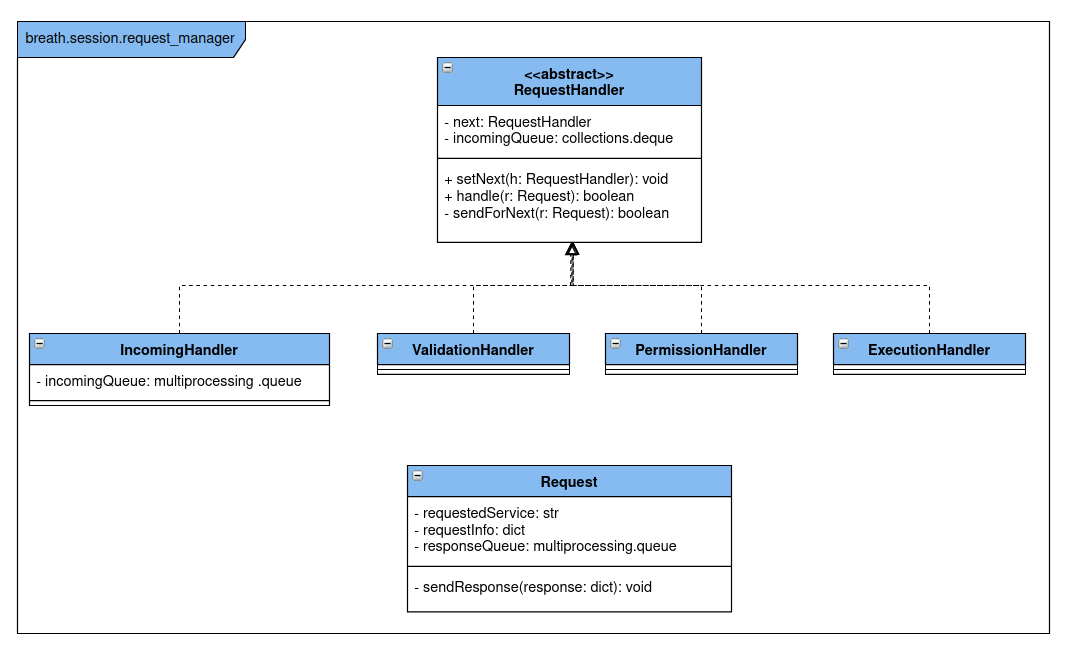 breath.session.request_manager
<<abstract>>
RequestHandler
- next: RequestHandler
- incomingQueue: collections.deque
+ setNext(h: RequestHandler): void
+ handle(r: Request): boolean
- sendForNext(r: Request): boolean
IncomingHandler
- incomingQueue: multiprocessing .queue
ValidationHandler
PermissionHandler
ExecutionHandler
Request
- requestedService: str
- requestInfo: dict
- responseQueue: multiprocessing.queue
- sendResponse(response: dict): void